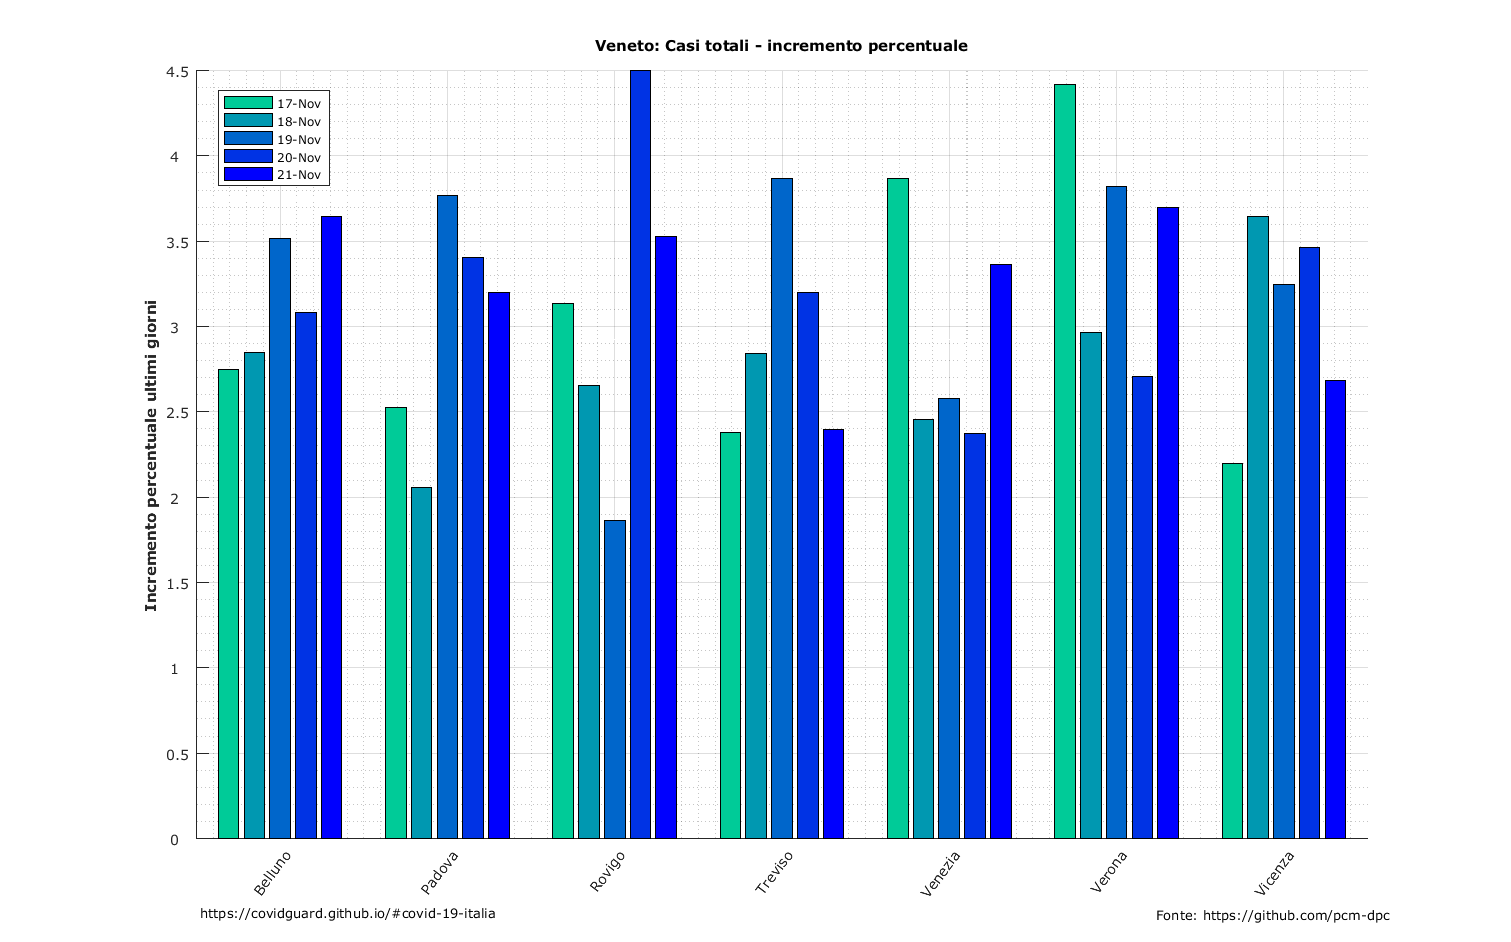 Veneto: Casi totali - incremento percentuale
4.5
4
3.5
3
2.5
2
1.5
1
0.5
0
Incremento percentuale ultimi giorni
17-Nov
18-Nov
19-Nov
20-Nov
21-Nov
Belluno
Padova
Rovigo
Treviso
Venezia
Verona
Vicenza
https://covidguard.github.io/#covid-19-italia
Fonte: https://github.com/pcm-dpc